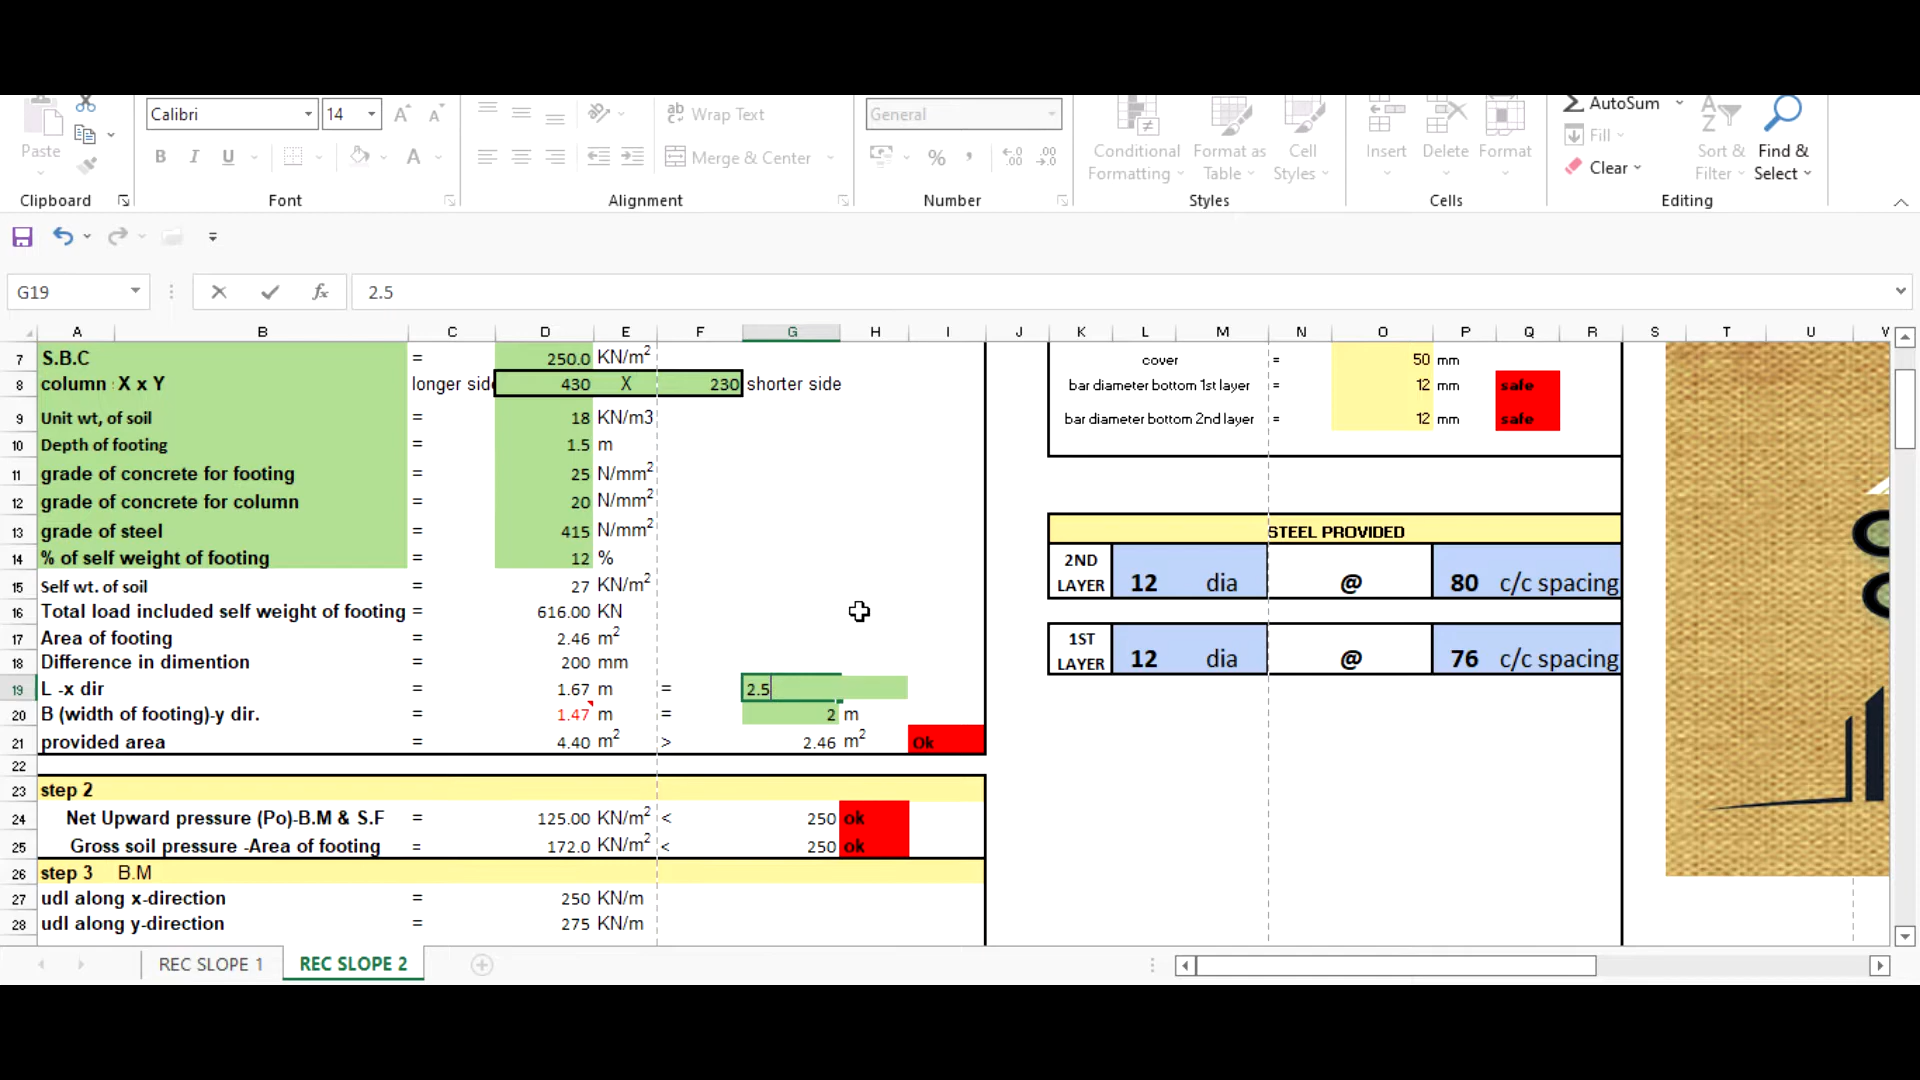 Calibri 14 ab Wrap Text General AutoSum
Paste B I U A Merge & Center % Conditional Formatting Format as Table Cell Styles Insert Delete Format Fill Clear Sort & Filter Find & Select
Clipboard Font Alignment Number Styles Cells Editing
G19 fx 2.5
A B C D E F G H I J K L M N O P Q R S T U V
7 S.B.C = 250.0 KN/m2 cover = 50 mm
8 column : X x Y longer side 430 X 230 shorter side bar diameter bottom 1st layer = 12 mm safe
9 Unit wt, of soil = 18 KN/m3 bar diameter bottom 2nd layer = 12 mm safe
10 Depth of footing = 1.5 m
11 grade of concrete for footing = 25 N/mm2
12 grade of concrete for column = 20 N/mm2
13 grade of steel = 415 N/mm2 STEEL PROVIDED
14 % of self weight of footing = 12 % 2ND LAYER 12 dia @ 80 c/c spacing
15 Self wt. of soil = 27 KN/m2
16 Total load included self weight of footing = 616.00 KN
17 Area of footing = 2.46 m2 1ST LAYER 12 dia @ 76 c/c spacing
18 Difference in dimention = 200 mm
19 L -x dir = 1.67 m = 2.5
20 B (width of footing)-y dir. = 1.47 m = 2 m
21 provided area = 4.40 m2 > 2.46 m2 Ok
22
23 step 2
24 Net Upward pressure (Po)-B.M & S.F = 125.00 KN/m2 < 250 ok
25 Gross soil pressure -Area of footing = 172.0 KN/m2 < 250 ok
26 step 3 B.M
27 udl along x-direction = 250 KN/m
28 udl along y-direction = 275 KN/m
REC SLOPE 1 REC SLOPE 2